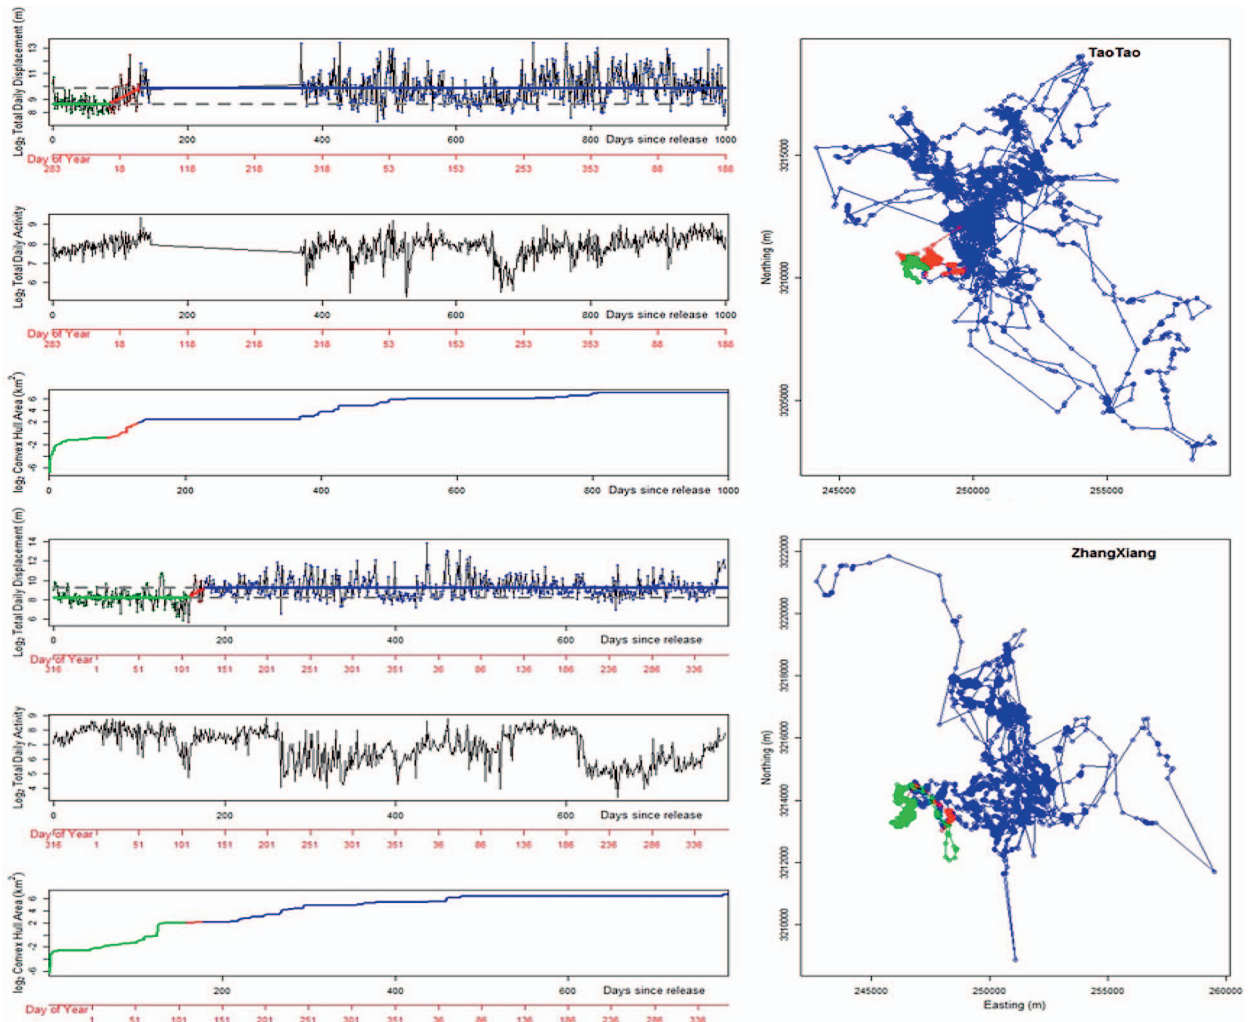 Log₂ Total Daily Displacement (m)
8 9 11 13
0 200 400 600 Days since release 1000
Day of Year
283 18 118 218 318 53 153 253 353 88 188
Log₂ Total Daily Activity
6 7 8 9
0 200 400 600 Days since release 1000
Day of Year
283 18 118 218 318 53 153 253 353 88 188
log₂ Convex Hull Area (km²)
-6 -2 2 4 6
0 200 400 600 800 1000
Days since release
TaoTao
Northing (m)
3205000 3210000 3215000
245000 250000 255000
Log₂ Total Daily Displacement (m)
6 8 10 12 14
0 200 400 600 Days since release
Day of Year
316 1 51 101 151 201 251 301 351 36 86 136 186 236 286 336
Log₂ Total Daily Activity
4 5 6 7 8 9
0 200 400 600 Days since release
Day of Year
316 1 51 101 151 201 251 301 351 36 86 136 186 236 286 336
log₂ Convex Hull Area (km²)
-6 -2 2 4 6
200 400 600 Days since release
Day of Year
1 51 101 151 201 251 301 351 36 86 136 186 236 286 336
ZhangXiang
Northing (m)
3210000 3212000 3214000 3216000 3218000 3220000 3222000
245000 250000 255000 260000
Easting (m)